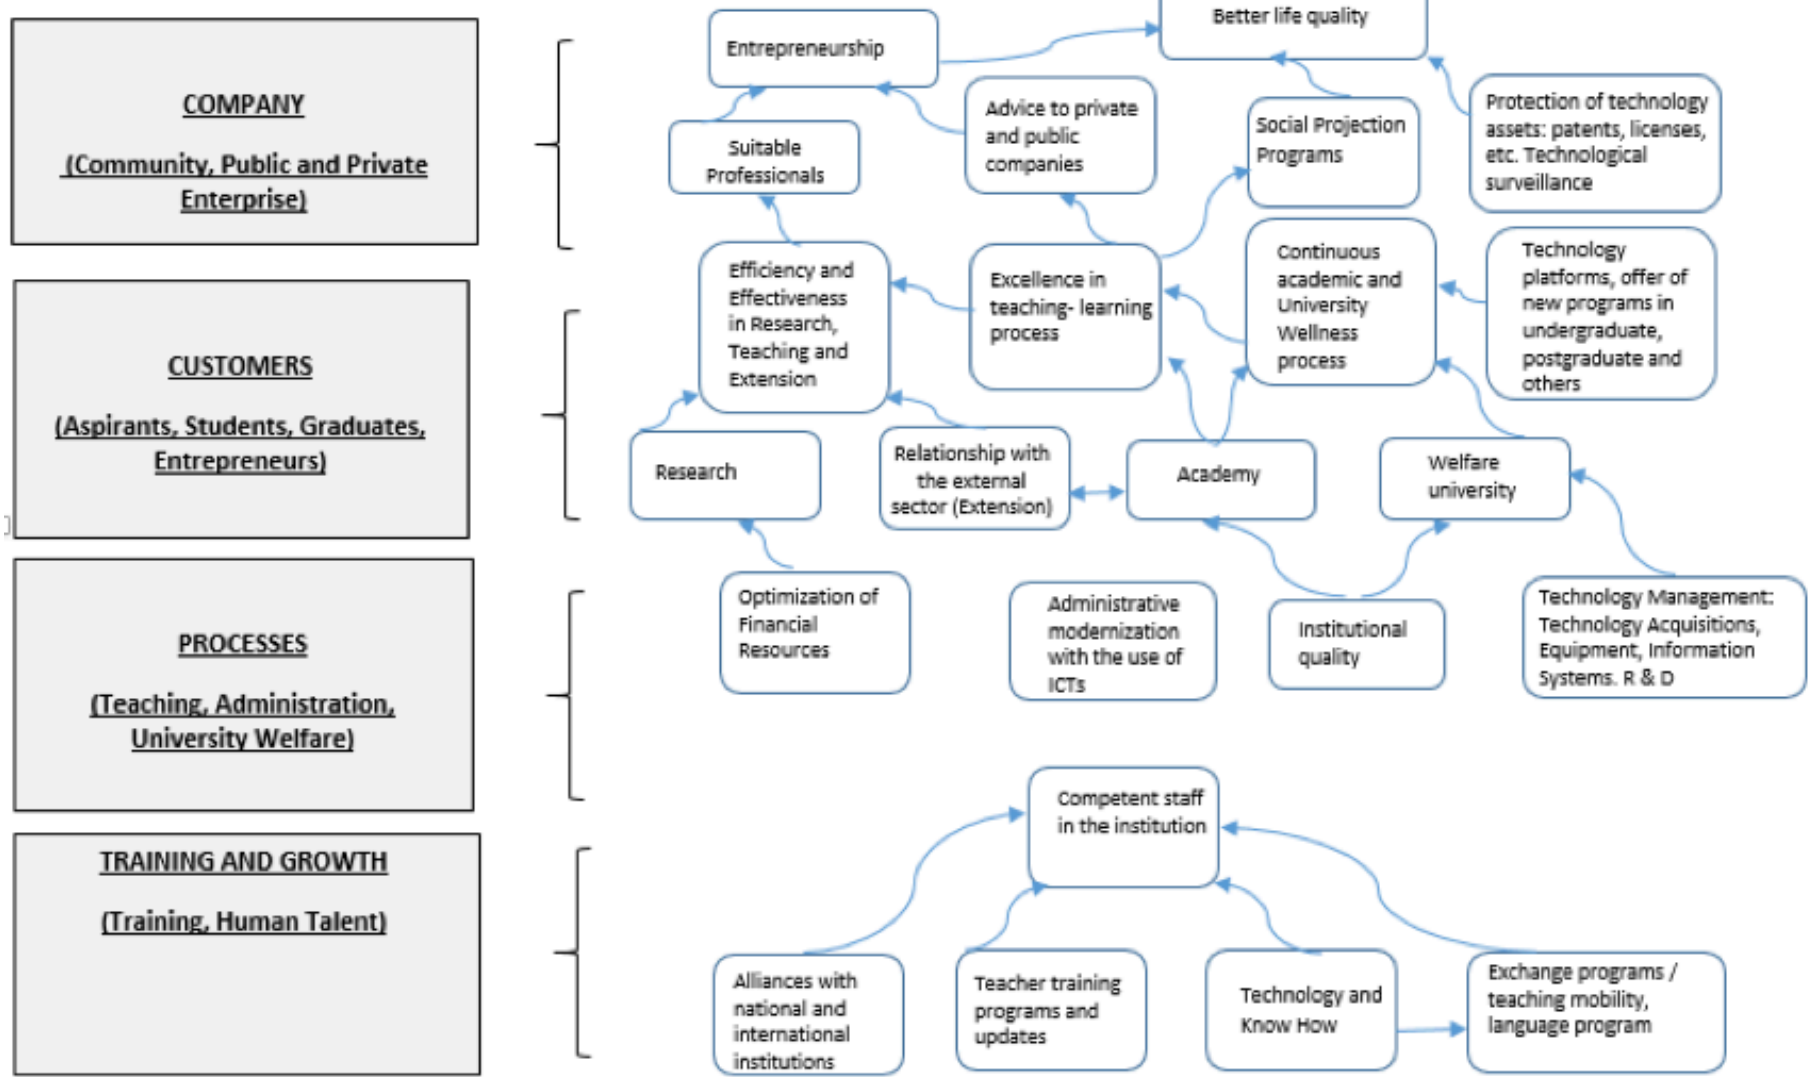 COMPANY
(Community, Public and Private
Enterprise)
Better life quality
Entrepreneurship
Advice to private
and public
companies
Social Projection
Programs
Protection of technology
assets: patents, licenses,
etc. Technological
surveillance
Suitable
Professionals
CUSTOMERS
(Aspirants, Students, Graduates,
Entrepreneurs)
Efficiency and
Effectiveness
in Research,
Teaching and
Extension
Excellence in
teaching- learning
process
Continuous
academic and
University
Wellness
process
Technology
platforms, offer of
new programs in
undergraduate,
postgraduate and
others
Research
Relationship with
the external
sector (Extension)
Academy
Welfare
university
PROCESSES
(Teaching, Administration,
University Welfare)
Optimization of
Financial
Resources
Administrative
modernization
with the use of
ICTs
Institutional
quality
Technology Management:
Technology Acquisitions,
Equipment, Information
Systems. R & D
TRAINING AND GROWTH
(Training, Human Talent)
Competent staff
in the institution
Alliances with
national and
international
institutions
Teacher training
programs and
updates
Technology and
Know How
Exchange programs /
teaching mobility,
language program